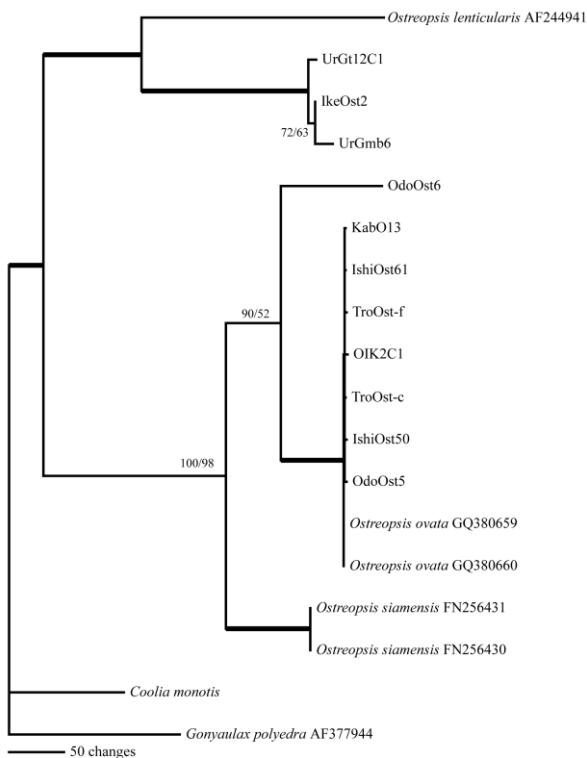 Ostreopsis lenticularis AF244941
UrGt12C1
IkeOst2
72/63
UrGmb6
OdoOst6
KabO13
IshiOst61
TroOst-f
90/52
OIK2C1
TroOst-c
IshiOst50
100/98
OdoOst5
Ostreopsis ovata GQ380659
Ostreopsis ovata GQ380660
Ostreopsis siamensis FN256431
Ostreopsis siamensis FN256430
Coolia monotis
Gonyaulax polyedra AF377944
50 changes